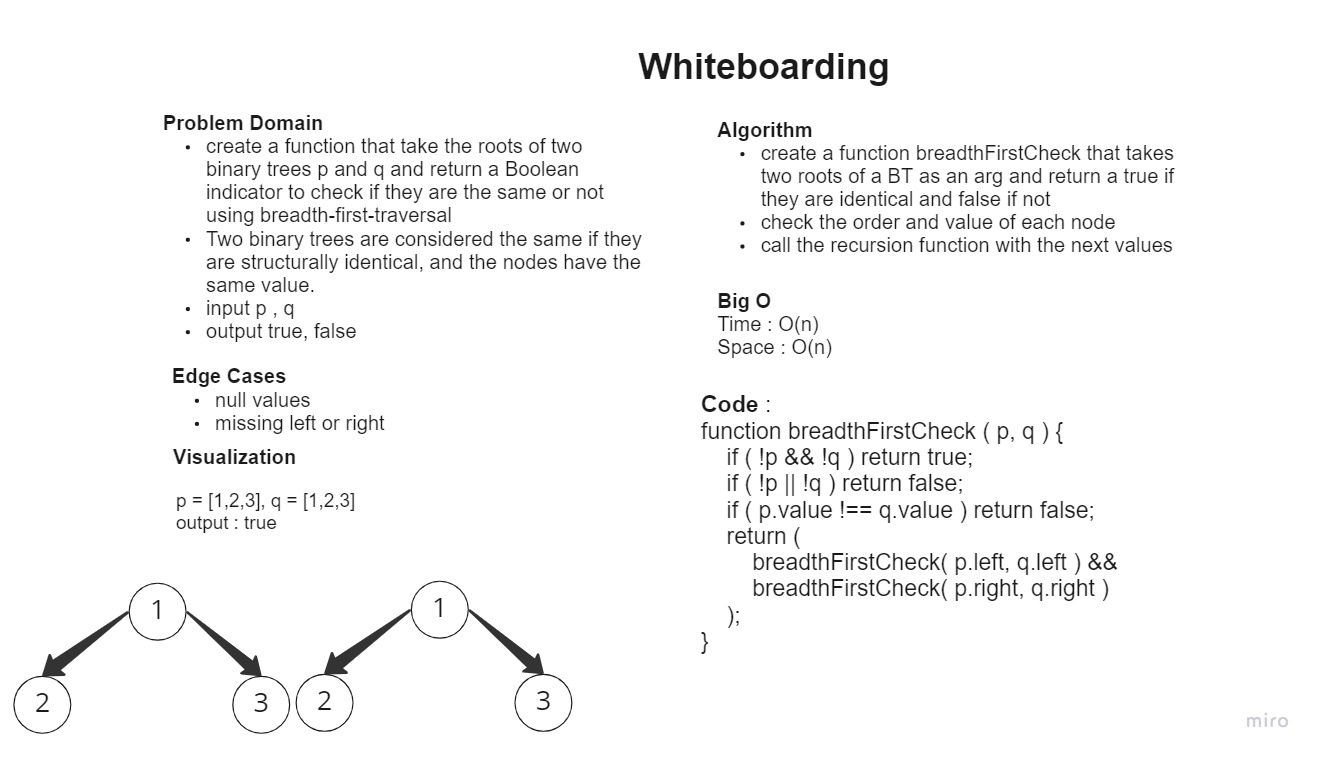 Whiteboarding
Problem Domain
• create a function that take the roots of two
binary trees p and q and return a Boolean
indicator to check if they are the same or not
using breadth-first-traversal
• Two binary trees are considered the same if they
are structurally identical, and the nodes have the
same value.
• input p , q
• output true, false
Edge Cases
• null values
• missing left or right
Visualization
p = [1,2,3], q = [1,2,3]
output : true
1
2
3
1
2
3
Algorithm
• create a function breadthFirstCheck that takes
two roots of a BT as an arg and return a true if
they are identical and false if not
• check the order and value of each node
• call the recursion function with the next values
Big O
Time : O(n)
Space : O(n)
Code :
function breadthFirstCheck ( p, q ) {
if ( !p && !q ) return true;
if ( !p || !q ) return false;
if ( p.value !== q.value ) return false;
return (
breadthFirstCheck( p.left, q.left ) &&
breadthFirstCheck( p.right, q.right )
);
}
miro